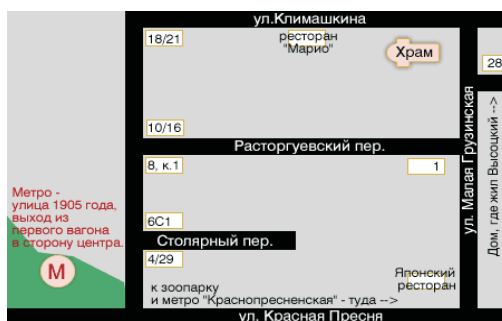 ул.Климашкина
18/21
ресторан
"Марио"
Храм
28
10/16
Расторгуевский пер.
8, к.1
1
ул. Малая Грузинская
Дом, где жил Высоцкий -->
Метро -
улица 1905 года,
выход из
первого вагона
в сторону центра.
М
6С1
Столярный пер.
4/29
Японский
ресторан
к зоопарку
и метро "Краснопресненская" - туда -->
ул. Красная Пресня